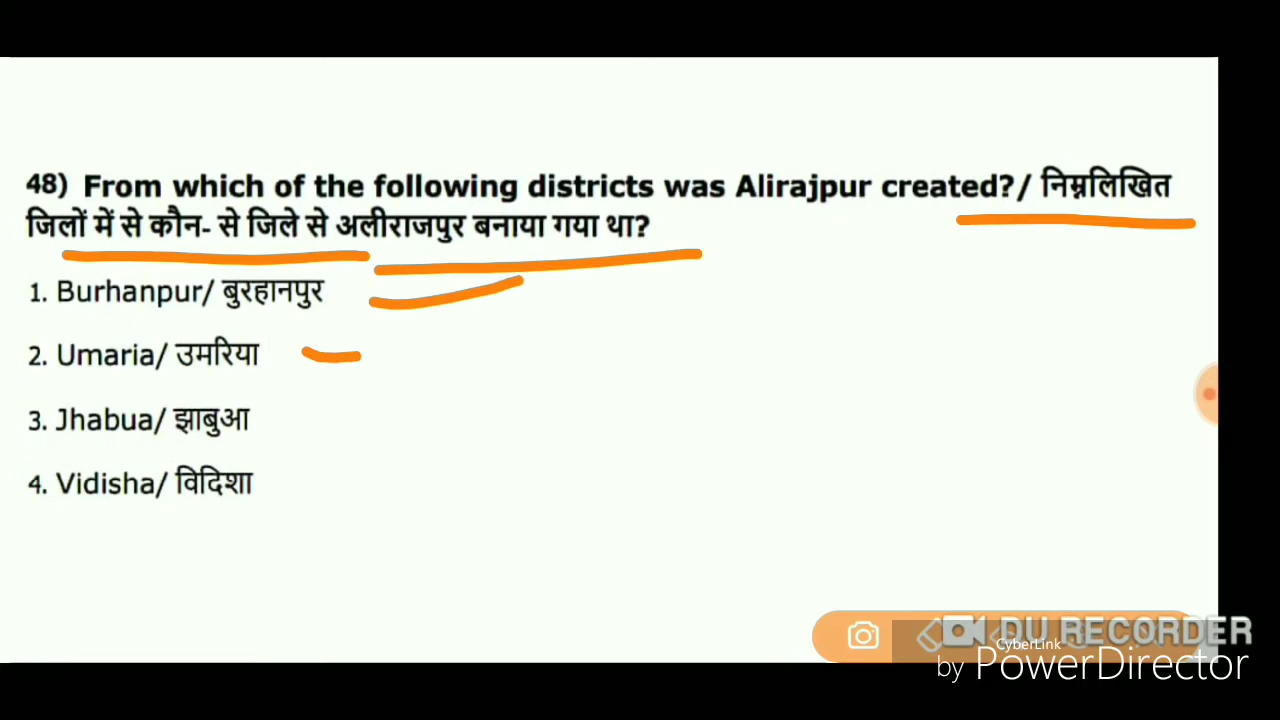 48) From which of the following districts was Alirajpur created?/ निम्नलिखित
जिलों में से कौन- से जिले से अलीराजपुर बनाया गया था?
1. Burhanpur/ बुरहानपुर
2. Umaria/ उमरिया
3. Jhabua/ झाबुआ
4. Vidisha/ विदिशा
DU RECORDER
CyberLink
by PowerDirector